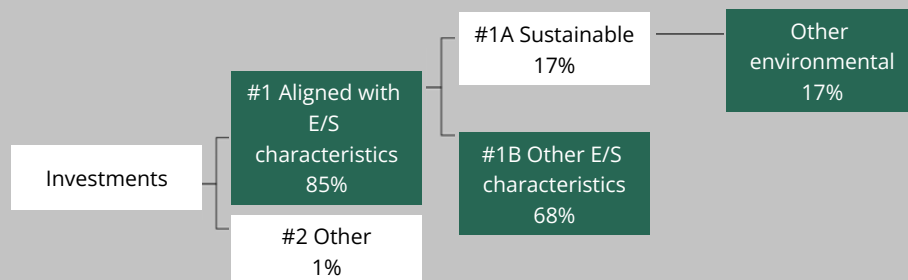 Investments
#1 Aligned with
E/S
characteristics
85%
#2 Other
1%
#1A Sustainable
17%
#1B Other E/S
characteristics
68%
Other
environmental
17%